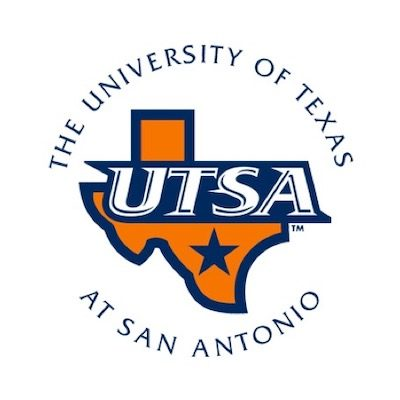 THE UNIVERSITY OF TEXAS
UTSA
TM
AT SAN ANTONIO